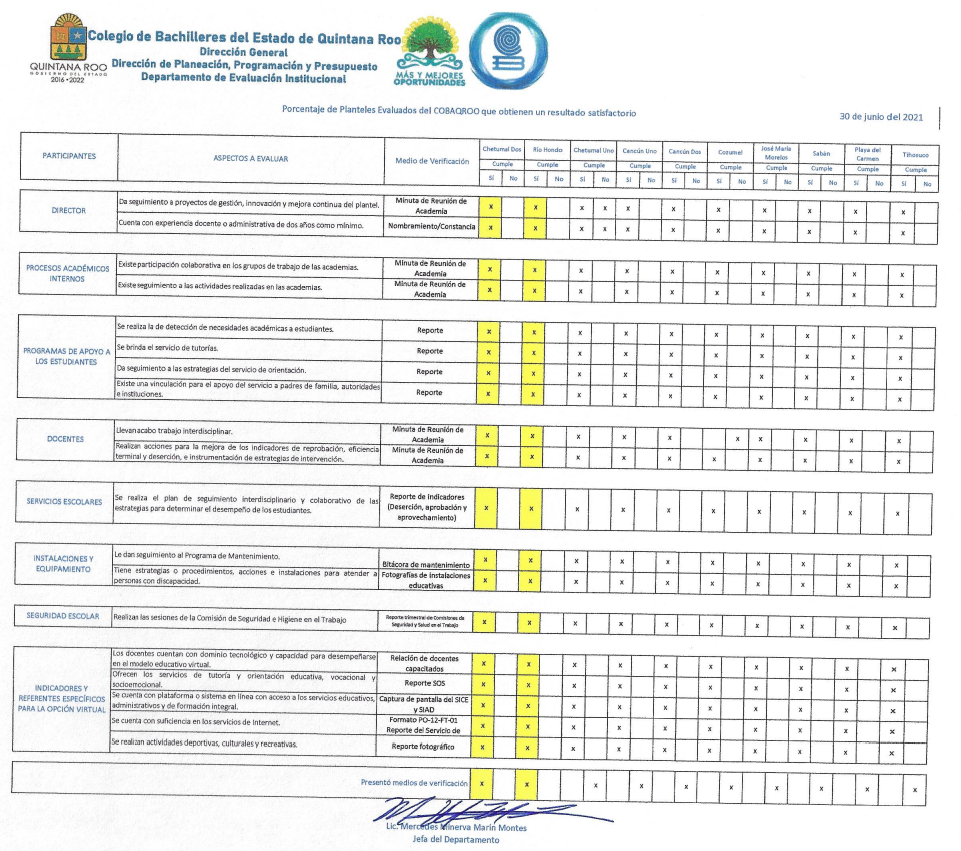 Colegio de Bachilleres del Estado de Quintana Roo
Dirección General
Dirección de Planeación, Programación y Presupuesto
Departamento de Evaluación Institucional
QUINTANA ROO
GOBIERNO DEL ESTADO
2016 • 2022
MÁS Y MEJORES
OPORTUNIDADES
Porcentaje de Planteles Evaluados del COBAQROO que obtienen un resultado satisfactorio
30 de junio del 2021
PARTICIPANTES ASPECTOS A EVALUAR Medio de Verificación Chetumal Dos Río Hondo Chetumal Uno Cancún Uno Cancún Dos Cozumel José María Morelos Sabán Playa del Carmen Tihosuco
Cumple Cumple Cumple Cumple Cumple Cumple Cumple Cumple Cumple Cumple
Sí No Sí No Sí No Sí No Sí No Sí No Sí No Sí No Sí No Sí No
DIRECTOR
Da seguimiento a proyectos de gestión, innovación y mejora continua del plantel. Minuta de Reunión de Academia x x x x x x x x x x x
Cuenta con experiencia docente o administrativa de dos años como mínimo. Nombramiento/Constancia x x x x x x x x x x x
PROCESOS ACADÉMICOS INTERNOS
Existe participación colaborativa en los grupos de trabajo de las academias. Minuta de Reunión de Academia x x x x x x x x x x
Existe seguimiento a las actividades realizadas en las academias. Minuta de Reunión de Academia x x x x x x x x x x
PROGRAMAS DE APOYO A LOS ESTUDIANTES
Se realiza la de detección de necesidades académicas a estudiantes. Reporte x x x x x x x x x x
Se brinda el servicio de tutorías. Reporte x x x x x x x x x x
Da seguimiento a las estrategias del servicio de orientación. Reporte x x x x x x x x x x
Existe una vinculación para el apoyo del servicio a padres de familia, autoridades e instituciones. Reporte x x x x x x x x x x
DOCENTES
Llevan acabo trabajo interdisciplinar. Minuta de Reunión de Academia x x x x x x x x x x
Realizan acciones para la mejora de los indicadores de reprobación, eficiencia terminal y deserción, e instrumentación de estrategias de intervención. Minuta de Reunión de Academia x x x x x x x x x x
SERVICIOS ESCOLARES
Se realiza el plan de seguimiento interdisciplinario y colaborativo de las estrategias para determinar el desempeño de los estudiantes. Reporte de Indicadores (Deserción, aprobación y aprovechamiento) x x x x x x x x x x
INSTALACIONES Y EQUIPAMIENTO
Le dan seguimiento al Programa de Mantenimiento. Bitácora de mantenimiento x x x x x x x x x x
Tiene estrategias o procedimientos, acciones e instalaciones para atender a personas con discapacidad. Fotografías de instalaciones educativas x x x x x x x x x x
SEGURIDAD ESCOLAR
Realizan las sesiones de la Comisión de Seguridad e Higiene en el Trabajo Reporte trimestral de Comisiones de Seguridad y Salud en el Trabajo x x x x x x x x x x
INDICADORES Y REFERENTES ESPECÍFICOS PARA LA OPCIÓN VIRTUAL
Los docentes cuentan con dominio tecnológico y capacidad para desempeñarse en el modelo educativo virtual. Relación de docentes capacitados x x x x x x x x x x
Ofrecen los servicios de tutoría y orientación educativa, vocacional y socioemocional. Reporte SOS x x x x x x x x x x
Se cuenta con plataforma o sistema en línea con acceso a los servicios educativos, administrativos y de formación integral. Captura de pantalla del SICE y SIAD x x x x x x x x x x
Se cuenta con suficiencia en los servicios de Internet. Formato PO-12-FT-01 Reporte del Servicio de x x x x x x x x x x
Se realizan actividades deportivas, culturales y recreativas. Reporte fotográfico x x x x x x x x x x
Presentó medios de verificación x x x x x x x x x x
Lic. Mercedes Minerva Marín Montes
Jefa del Departamento